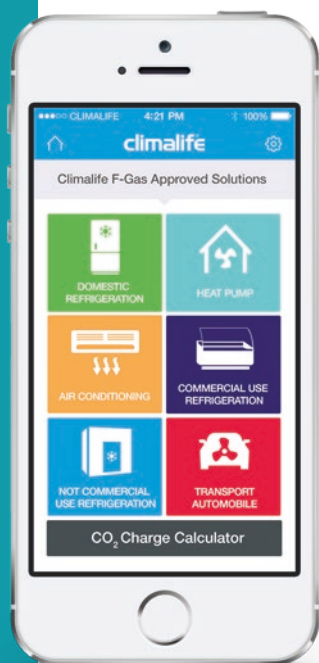 CLIMALIFE 4:21 PM 100%
climalife
Climalife F-Gas Approved Solutions
DOMESTIC
REFRIGERATION
HEAT PUMP
AIR CONDITIONING
COMMERCIAL USE
REFRIGERATION
NOT COMMERCIAL
USE REFRIGERATION
TRANSPORT
AUTOMOBILE
CO₂ Charge Calculator